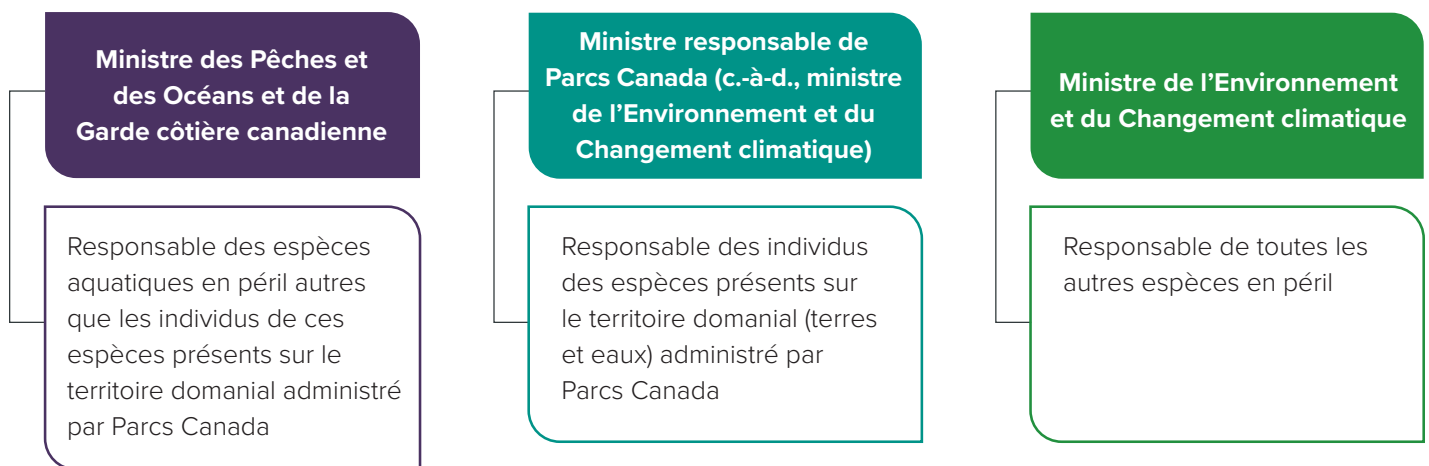 Ministre des Pêches et
des Océans et de la
Garde côtière canadienne
Responsable des espèces
aquatiques en péril autres
que les individus de ces
espèces présents sur le
territoire domanial administré
par Parcs Canada
Ministre responsable de
Parcs Canada (c.-à-d., ministre
de l’Environnement et du
Changement climatique)
Responsable des individus
des espèces présents sur
le territoire domanial (terres
et eaux) administré par
Parcs Canada
Ministre de l’Environnement
et du Changement climatique
Responsable de toutes les
autres espèces en péril